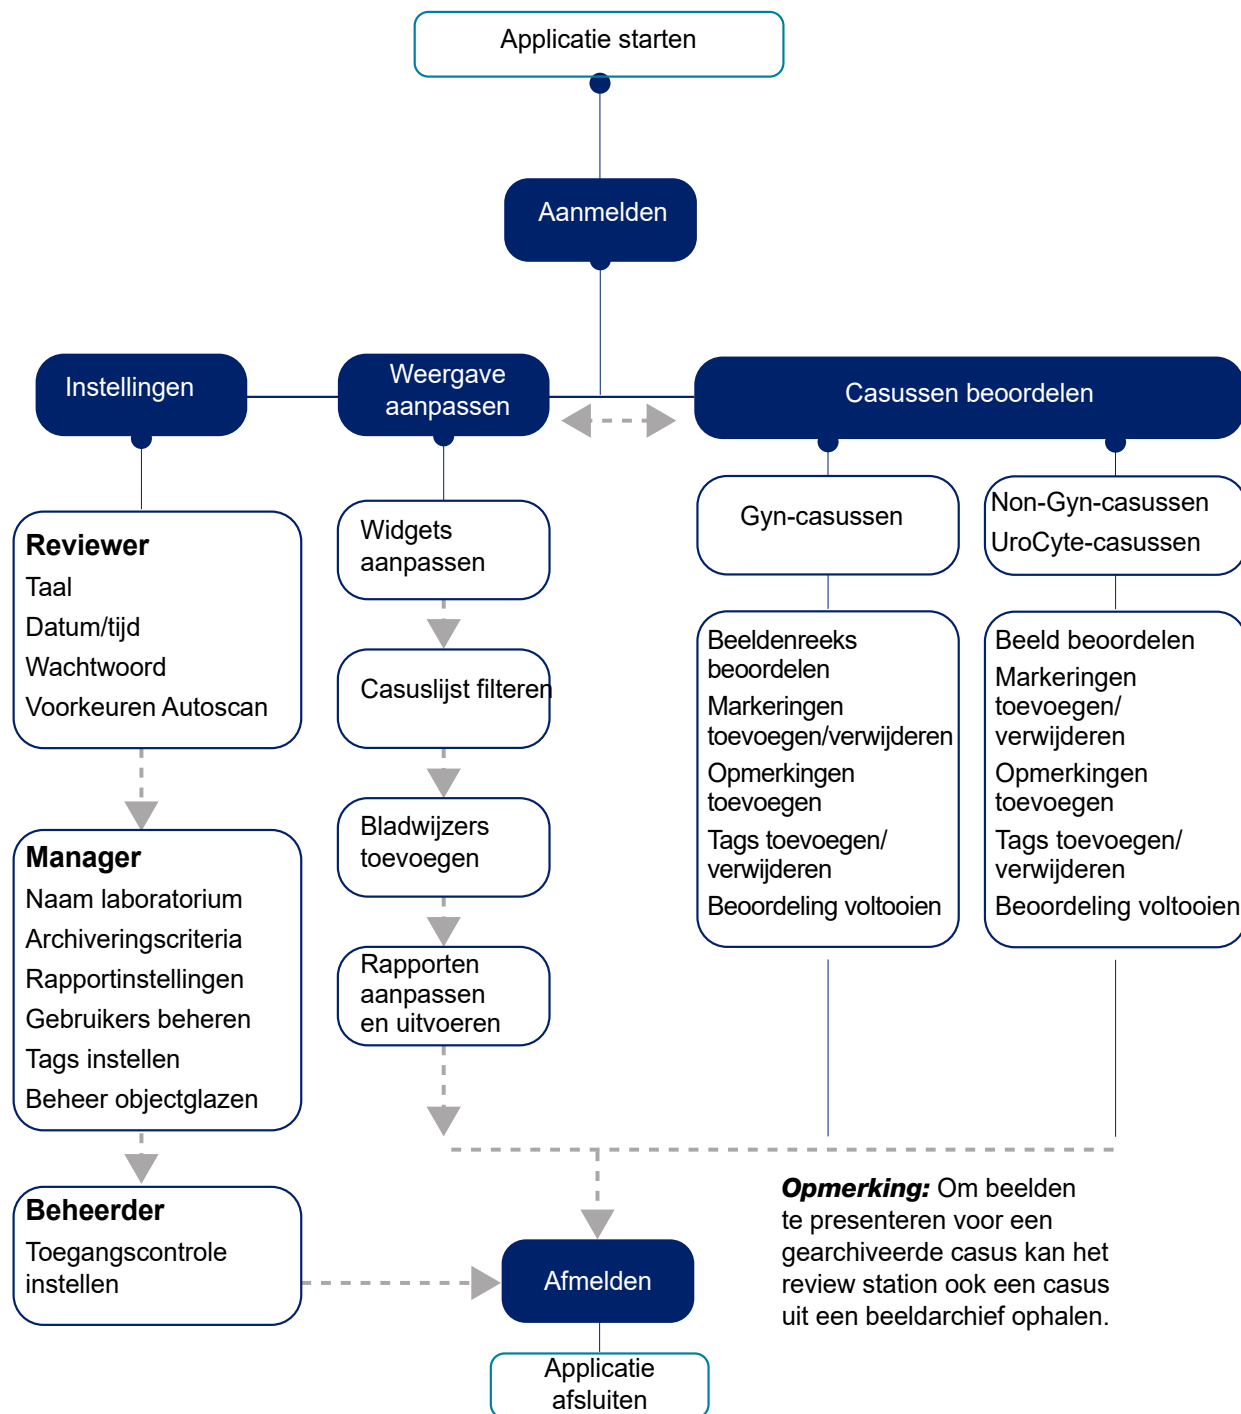 Applicatie starten
Aanmelden
Instellingen
Weergave
aanpassen
Casussen beoordelen
Reviewer
Taal
Datum/tijd
Wachtwoord
Voorkeuren Autoscan
Manager
Naam laboratorium
Archiveringscriteria
Rapportinstellingen
Gebruikers beheren
Tags instellen
Beheer objectglazen
Beheerder
Toegangscontrole
instellen
Widgets
aanpassen
Casuslijst filteren
Bladwijzers
toevoegen
Rapporten
aanpassen
en uitvoeren
Gyn-casussen
Beeldenreeks
beoordelen
Markeringen
toevoegen/verwijderen
Opmerkingen
toevoegen
Tags toevoegen/
verwijderen
Beoordeling voltooien
Non-Gyn-casussen
UroCyte-casussen
Beeld beoordelen
Markeringen
toevoegen/
verwijderen
Opmerkingen
toevoegen
Tags toevoegen/
verwijderen
Beoordeling voltooien
Opmerking: Om beelden
te presenteren voor een
gearchiveerde casus kan het
review station ook een casus
uit een beeldarchief ophalen.
Afmelden
Applicatie
afsluiten